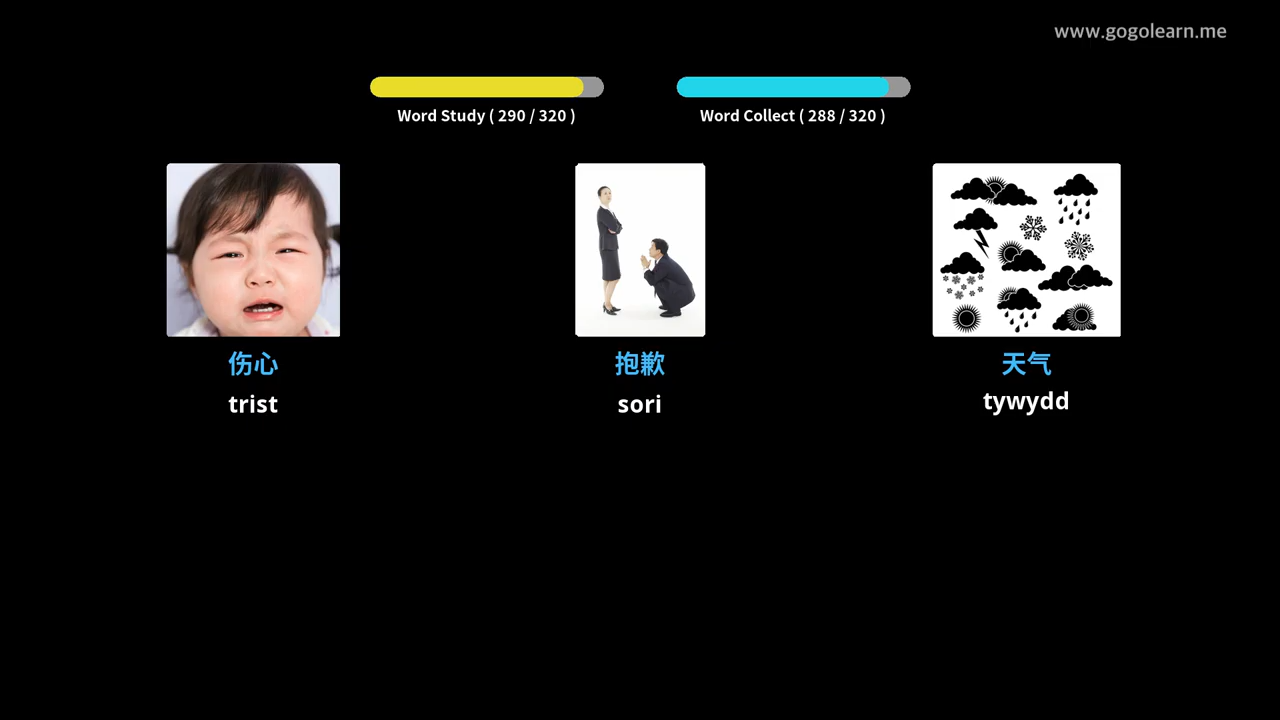 www.gogolearn.me
Word Study ( 290 / 320 )
Word Collect ( 288 / 320 )
伤心
trist
抱歉
sori
天气
tywydd